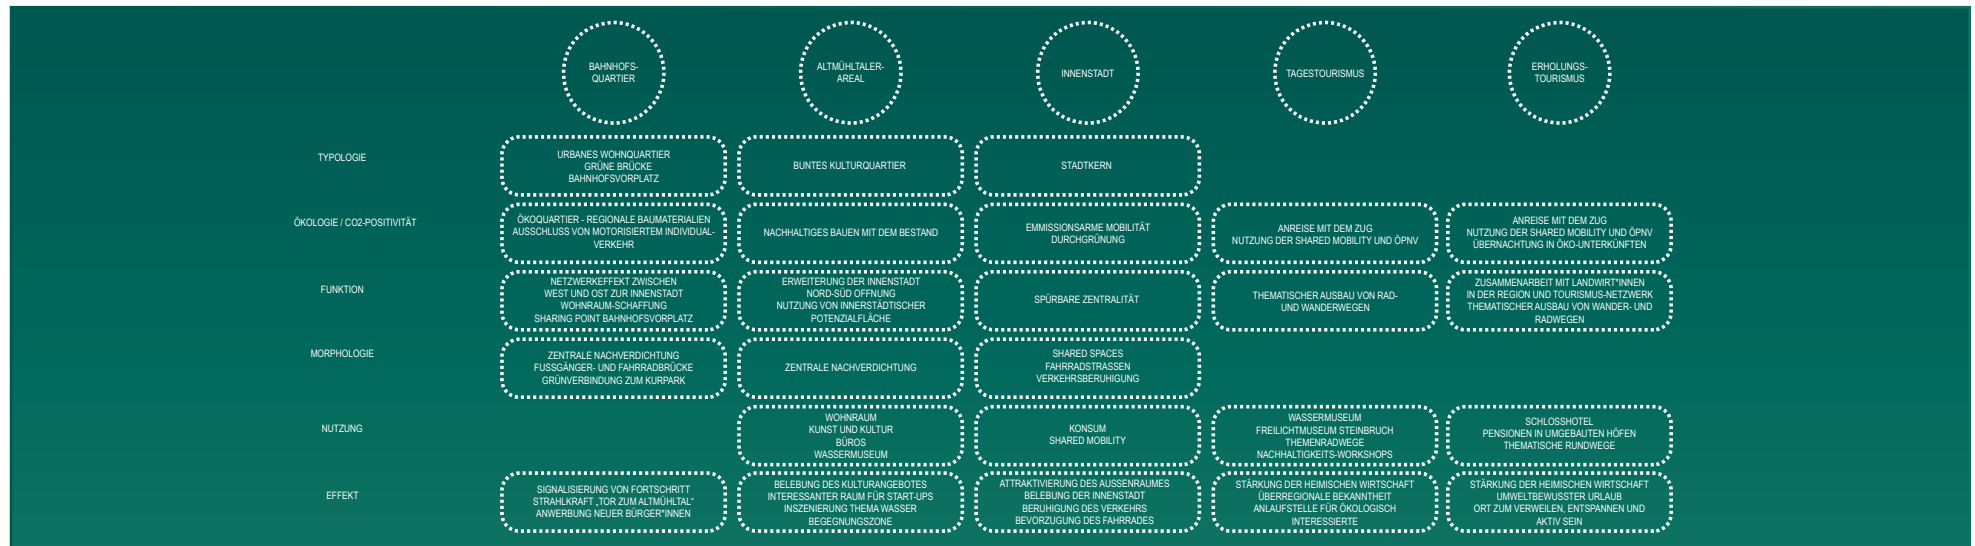 BAHNHOFS-
QUARTIER
ALTMÜHLTALER-
AREAL
INNENSTADT
TAGESTOURISMUS
ERHOLUNGS-
TOURISMUS
TYPOLOGIE
URBANES WOHNQUARTIER
GRÜNE BRÜCKE
BAHNHOFSVORPLATZ
BUNTES KULTURQUARTIER
STADTKERN
ÖKOLOGIE / CO2-POSITIVITÄT
ÖKOQUARTIER - REGIONALE BAUMATERIALIEN
AUSSCHLUSS VON MOTORISIERTEM INDIVIDUAL-
VERKEHR
NACHHALTIGES BAUEN MIT DEM BESTAND
EMMISSIONSARME MOBILITÄT
DURCHGRÜNUNG
ANREISE MIT DEM ZUG
NUTZUNG DER SHARED MOBILITY UND ÖPNV
ANREISE MIT DEM ZUG
NUTZUNG DER SHARED MOBILITY UND ÖPNV
ÜBERNACHTUNG IN ÖKO-UNTERKÜNFTEN
FUNKTION
NETZWERKEFFEKT ZWISCHEN
WEST UND OST ZUR INNENSTADT
WOHNRAUM-SCHAFFUNG
SHARING POINT BAHNHOFSVORPLATZ
ERWEITERUNG DER INNENSTADT
NORD-SÜD OFFNUNG
NUTZUNG VON INNERSTÄDTISCHER
POTENZIALFLÄCHE
SPÜRBARE ZENTRALITÄT
THEMATISCHER AUSBAU VON RAD-
UND WANDERWEGEN
ZUSAMMENARBEIT MIT LANDWIRT*INNEN
IN DER REGION UND TOURISMUS-NETZWERK
THEMATISCHER AUSBAU VON WANDER- UND
RADWEGEN
MORPHOLOGIE
ZENTRALE NACHVERDICHTUNG
FUSSGÄNGER- UND FAHRRADBRÜCKE
GRÜNVERBINDUNG ZUM KURPARK
ZENTRALE NACHVERDICHTUNG
SHARED SPACES
FAHRRADSTRASSEN
VERKEHRSBERUHIGUNG
NUTZUNG
WOHNRAUM
KUNST UND KULTUR
BÜROS
WASSERMUSEUM
KONSUM
SHARED MOBILITY
WASSERMUSEUM
FREILICHTMUSEUM STEINBRUCH
THEMENRADWEGE
NACHHALTIGKEITS-WORKSHOPS
SCHLOSSHOTEL
PENSIONEN IN UMGEBAUTEN HÖFEN
THEMATISCHE RUNDWEGE
EFFEKT
SIGNALISIERUNG VON FORTSCHRITT
STRAHLKRAFT „TOR ZUM ALTMÜHLTAL“
ANWERBUNG NEUER BÜRGER*INNEN
BELEBUNG DES KULTURANGEBOTES
INTERESSANTER RAUM FÜR START-UPS
INSZENIERUNG THEMA WASSER
BEGEGNUNGSZONE
ATTRAKTIVIERUNG DES AUSSENRAUMES
BELEBUNG DER INNENSTADT
BERUHIGUNG DES VERKEHRS
BEVORZUGUNG DES FAHRRADES
STÄRKUNG DER HEIMISCHEN WIRTSCHAFT
ÜBERREGIONALE BEKANNTHEIT
ANLAUFSTELLE FÜR ÖKOLOGISCH
INTERESSIERTE
STÄRKUNG DER HEIMISCHEN WIRTSCHAFT
UMWELTBEWUSSTER URLAUB
ORT ZUM VERWEILEN, ENTSPANNEN UND
AKTIV SEIN